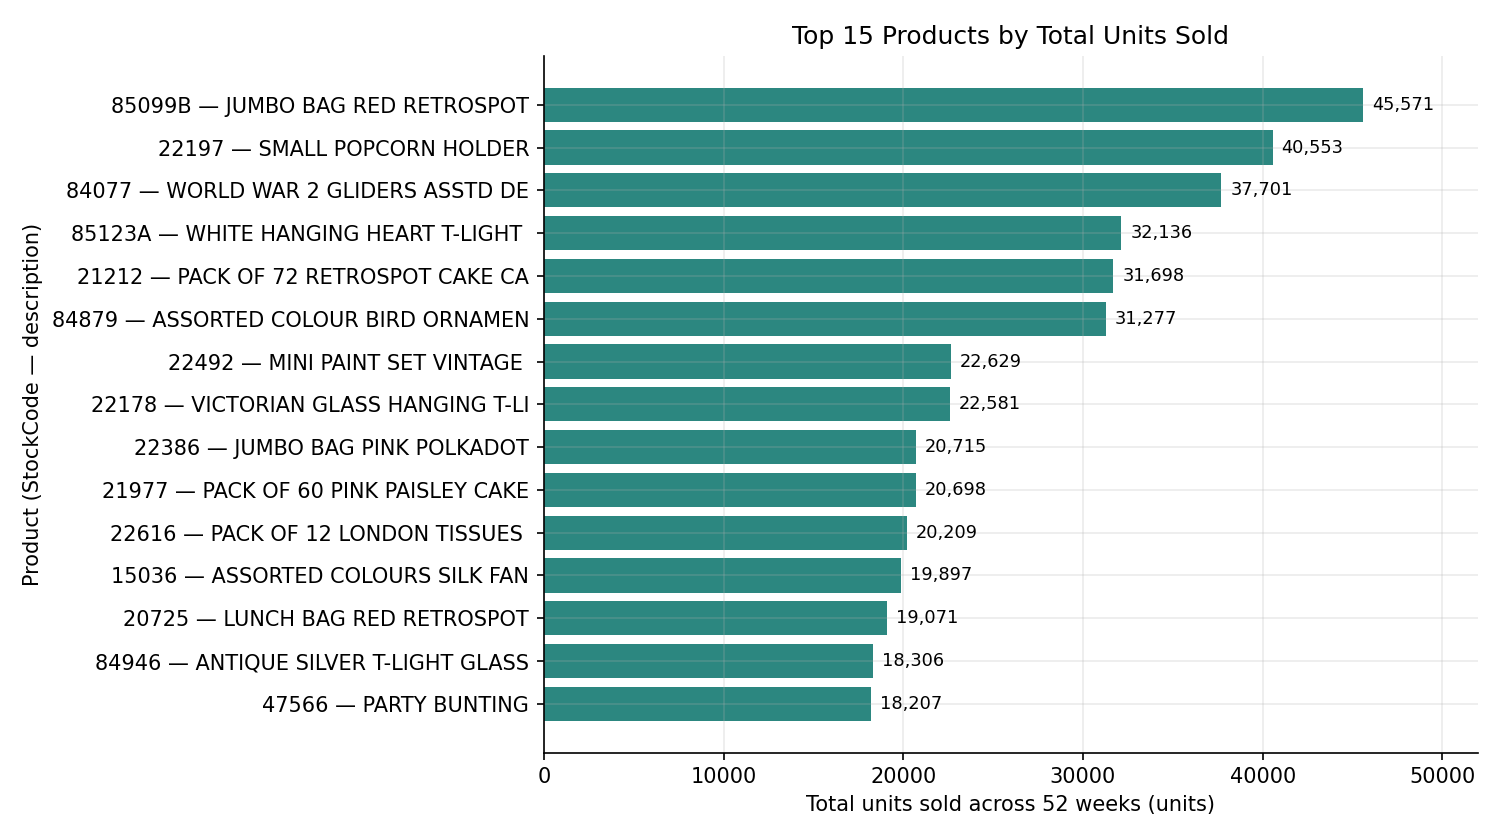 Top 15 Products by Total Units Sold
Product (StockCode — description)
85099B — JUMBO BAG RED RETROSPOT 45,571
22197 — SMALL POPCORN HOLDER 40,553
84077 — WORLD WAR 2 GLIDERS ASSTD DE 37,701
85123A — WHITE HANGING HEART T-LIGHT 32,136
21212 — PACK OF 72 RETROSPOT CAKE CA 31,698
84879 — ASSORTED COLOUR BIRD ORNAMEN 31,277
22492 — MINI PAINT SET VINTAGE 22,629
22178 — VICTORIAN GLASS HANGING T-LI 22,581
22386 — JUMBO BAG PINK POLKADOT 20,715
21977 — PACK OF 60 PINK PAISLEY CAKE 20,698
22616 — PACK OF 12 LONDON TISSUES 20,209
15036 — ASSORTED COLOURS SILK FAN 19,897
20725 — LUNCH BAG RED RETROSPOT 19,071
84946 — ANTIQUE SILVER T-LIGHT GLASS 18,306
47566 — PARTY BUNTING 18,207
0 10000 20000 30000 40000 50000
Total units sold across 52 weeks (units)